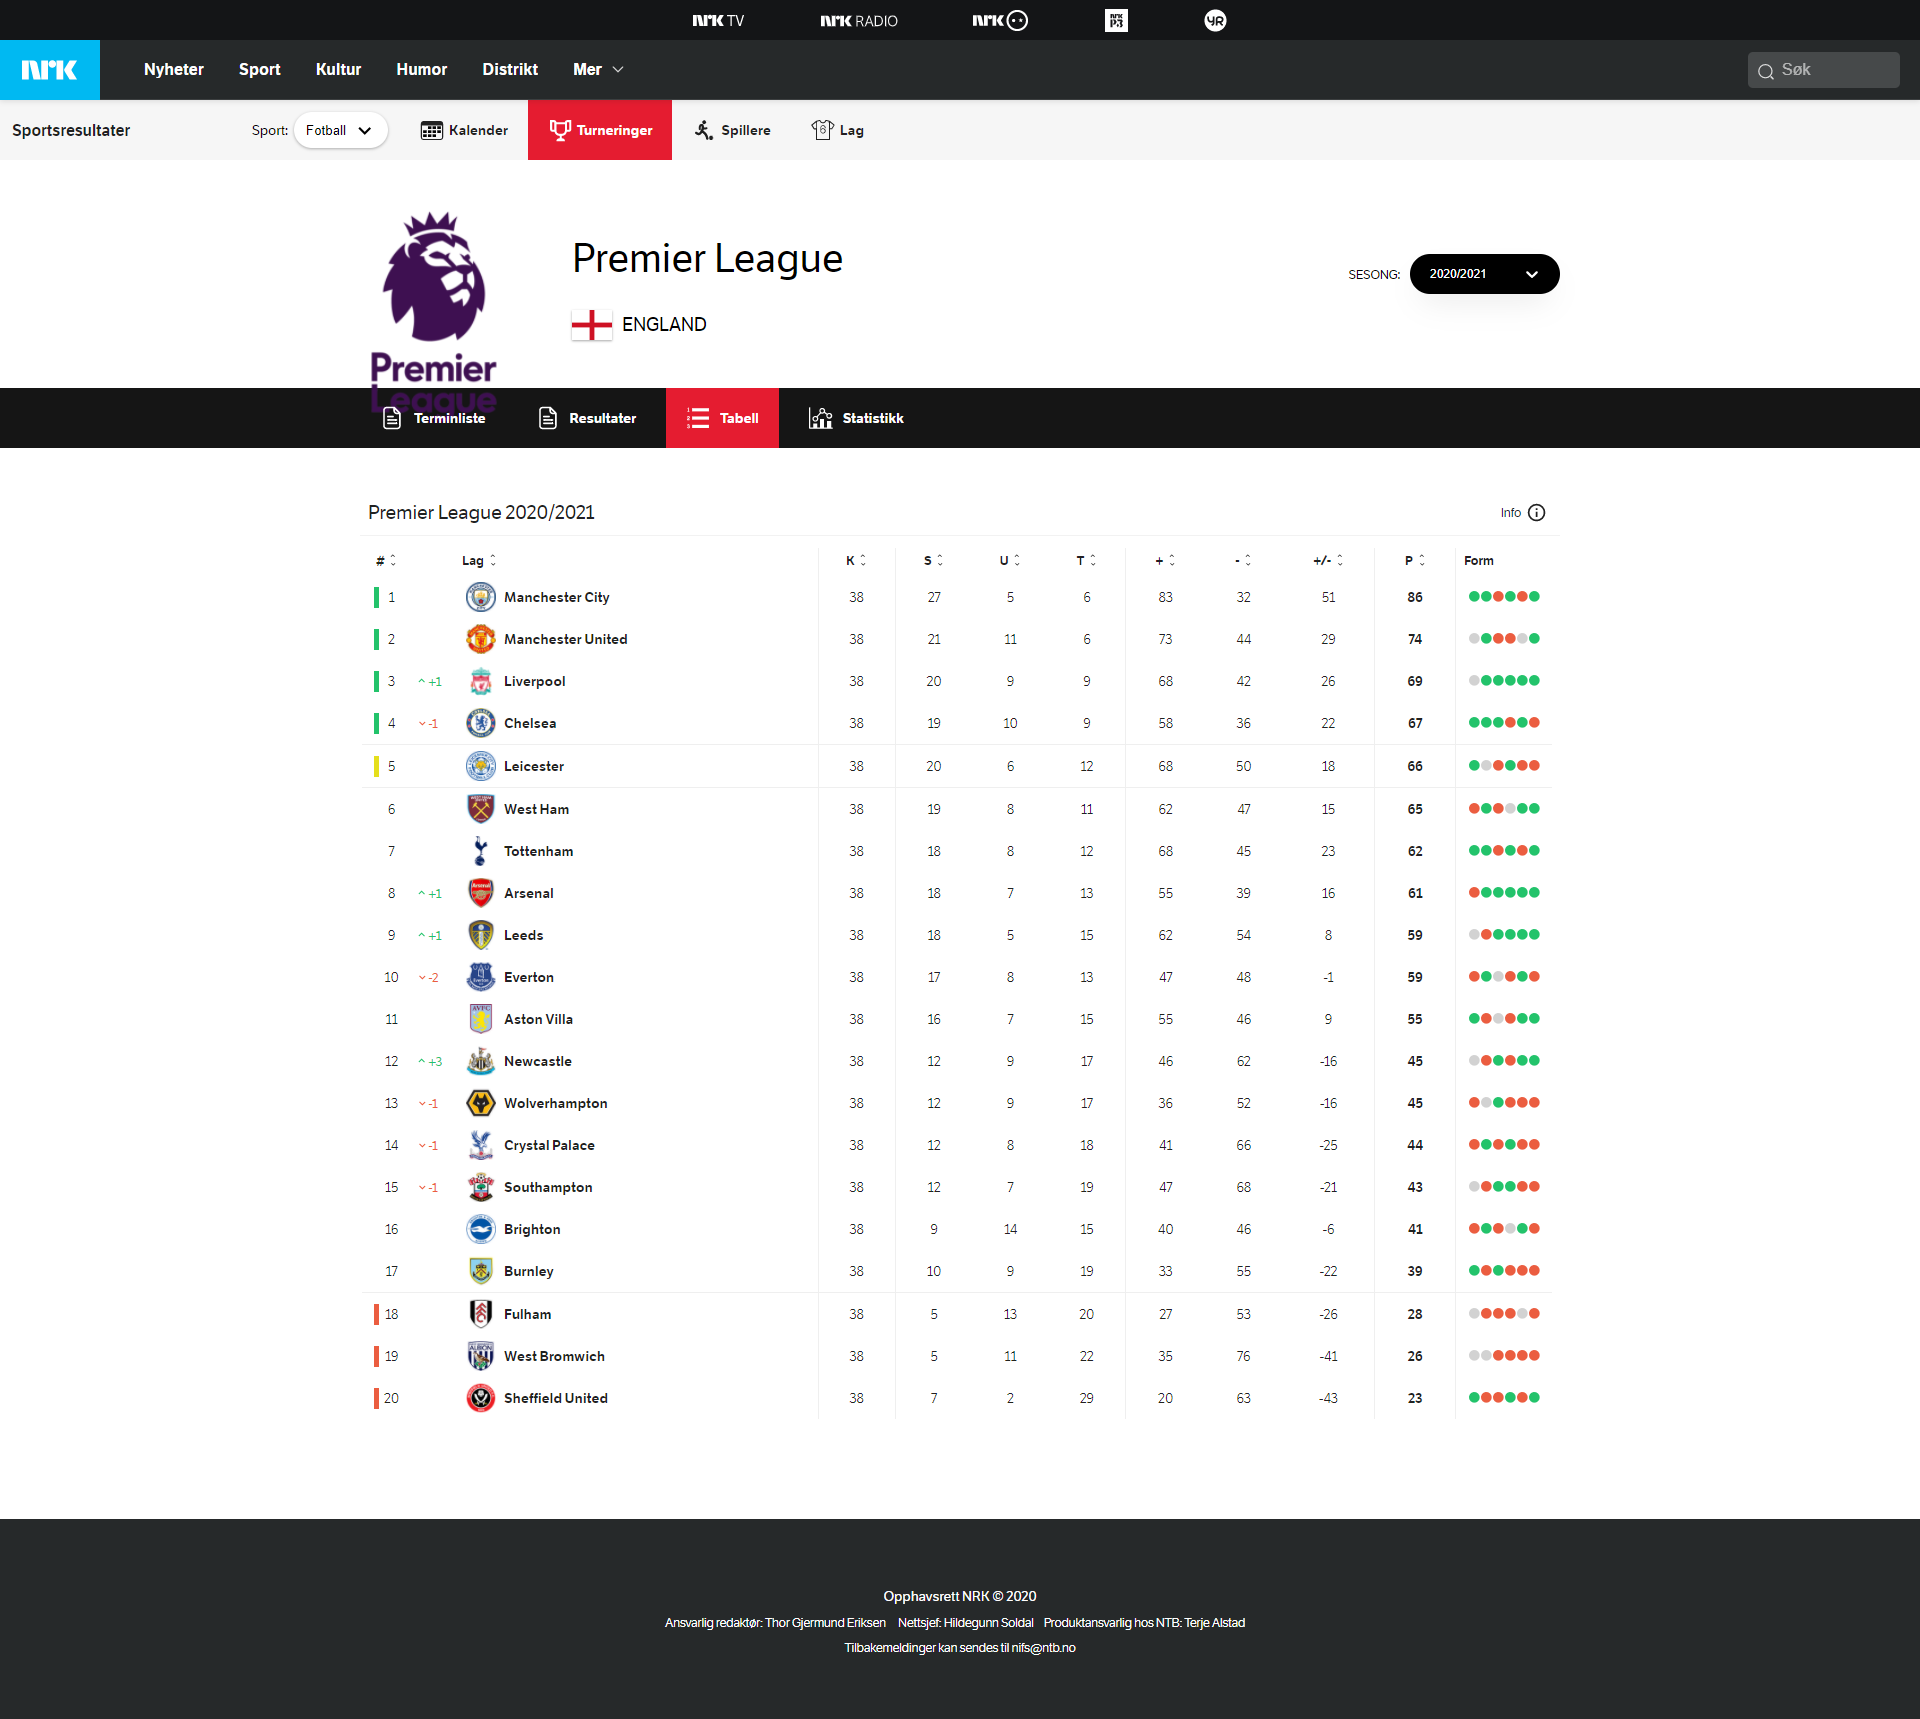 nrk TV nrk RADIO nrk nrk P3 YR
nrk Nyheter Sport Kultur Humor Distrikt Mer Søk
Sportsresultater Sport: Fotball Kalender Turneringer Spillere Lag
Premier League
SESONG: 2020/2021
ENGLAND
Premier
League
Terminliste Resultater Tabell Statistikk
Premier League 2020/2021 Info
# Lag K S U T + - +/- P Form
1 Manchester City 38 27 5 6 83 32 51 86
2 Manchester United 38 21 11 6 73 44 29 74
3 +1 Liverpool 38 20 9 9 68 42 26 69
4 -1 Chelsea 38 19 10 9 58 36 22 67
5 Leicester 38 20 6 12 68 50 18 66
6 West Ham 38 19 8 11 62 47 15 65
7 Tottenham 38 18 8 12 68 45 23 62
8 +1 Arsenal 38 18 7 13 55 39 16 61
9 +1 Leeds 38 18 5 15 62 54 8 59
10 -2 Everton 38 17 8 13 47 48 -1 59
11 Aston Villa 38 16 7 15 55 46 9 55
12 +3 Newcastle 38 12 9 17 46 62 -16 45
13 -1 Wolverhampton 38 12 9 17 36 52 -16 45
14 -1 Crystal Palace 38 12 8 18 41 66 -25 44
15 -1 Southampton 38 12 7 19 47 68 -21 43
16 Brighton 38 9 14 15 40 46 -6 41
17 Burnley 38 10 9 19 33 55 -22 39
18 Fulham 38 5 13 20 27 53 -26 28
19 West Bromwich 38 5 11 22 35 76 -41 26
20 Sheffield United 38 7 2 29 20 63 -43 23
Opphavsrett NRK © 2020
Ansvarlig redaktør: Thor Gjermund Eriksen Nettsjef: Hildegunn Soldal Produktansvarlig hos NTB: Terje Alstad
Tilbakemeldinger kan sendes til nifs@ntb.no